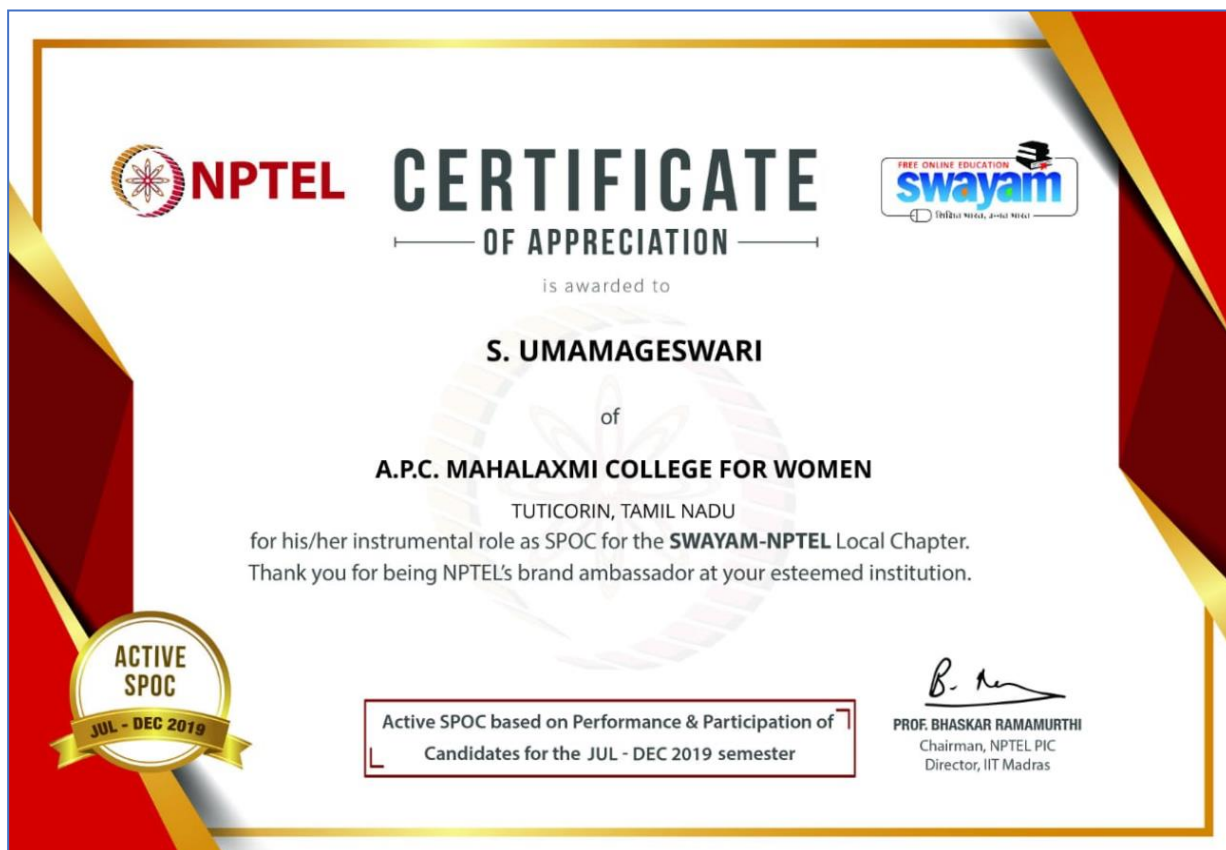 NPTEL
CERTIFICATE
OF APPRECIATION
FREE ONLINE EDUCATION
swayam
भारत, भारत
is awarded to
S. UMAMAGESWARI
of
A.P.C. MAHALAXMI COLLEGE FOR WOMEN
TUTICORIN, TAMIL NADU
for his/her instrumental role as SPOC for the SWAYAM-NPTEL Local Chapter.
Thank you for being NPTEL's brand ambassador at your esteemed institution.
ACTIVE
SPOC
JUL - DEC 2019
Active SPOC based on Performance & Participation of
Candidates for the JUL - DEC 2019 semester
PROF. BHASKAR RAMAMURTHI
Chairman, NPTEL PIC
Director, IIT Madras